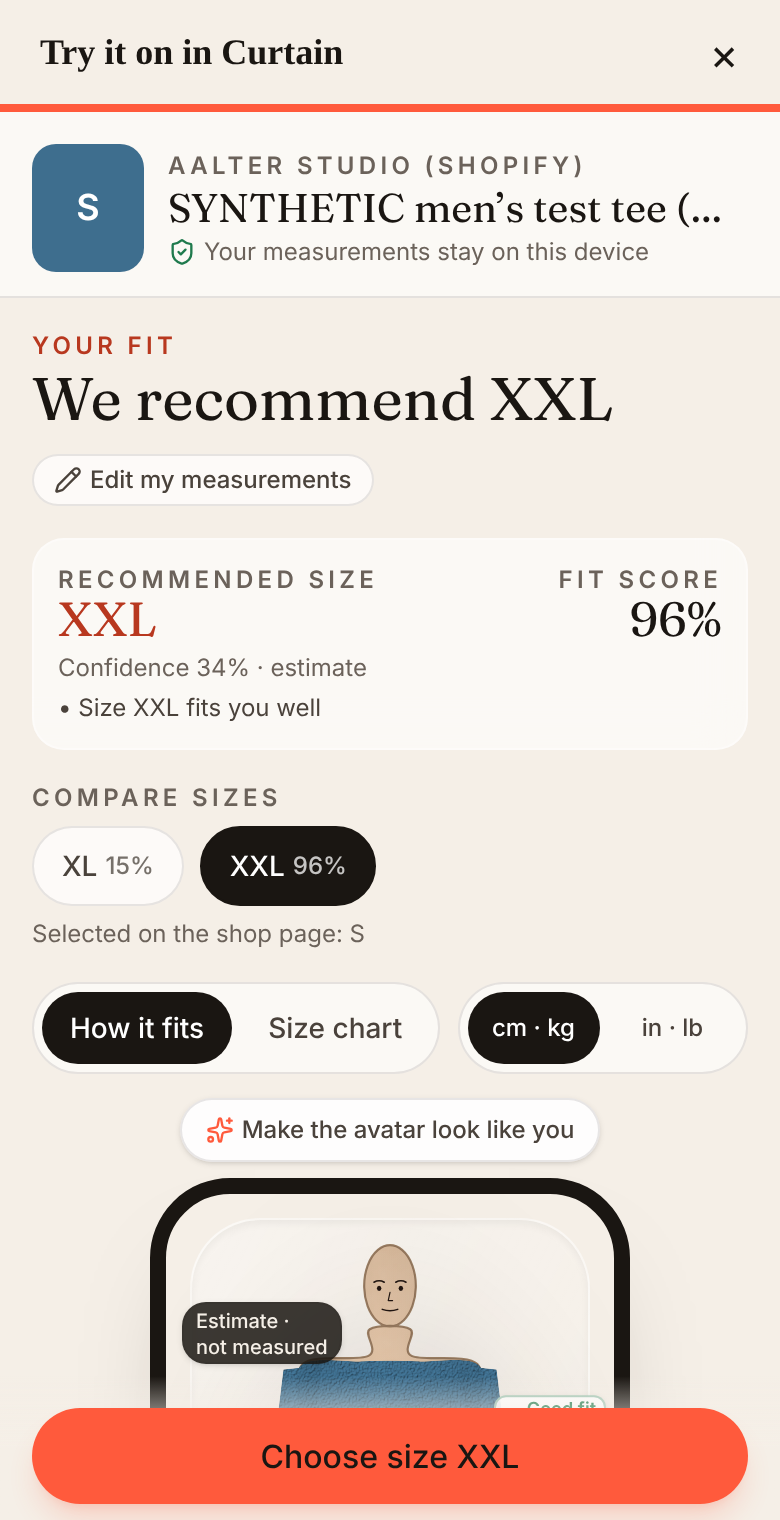 Try it on in Curtain
×
S
AALTER STUDIO (SHOPIFY)
SYNTHETIC men’s test tee (...
Your measurements stay on this device
YOUR FIT
We recommend XXL
Edit my measurements
RECOMMENDED SIZE
FIT SCORE
XXL
96%
Confidence 34% · estimate
• Size XXL fits you well
COMPARE SIZES
XL 15%
XXL 96%
Selected on the shop page: S
How it fits
Size chart
cm · kg
in · lb
Make the avatar look like you
Estimate ·
not measured
Good fit
Choose size XXL